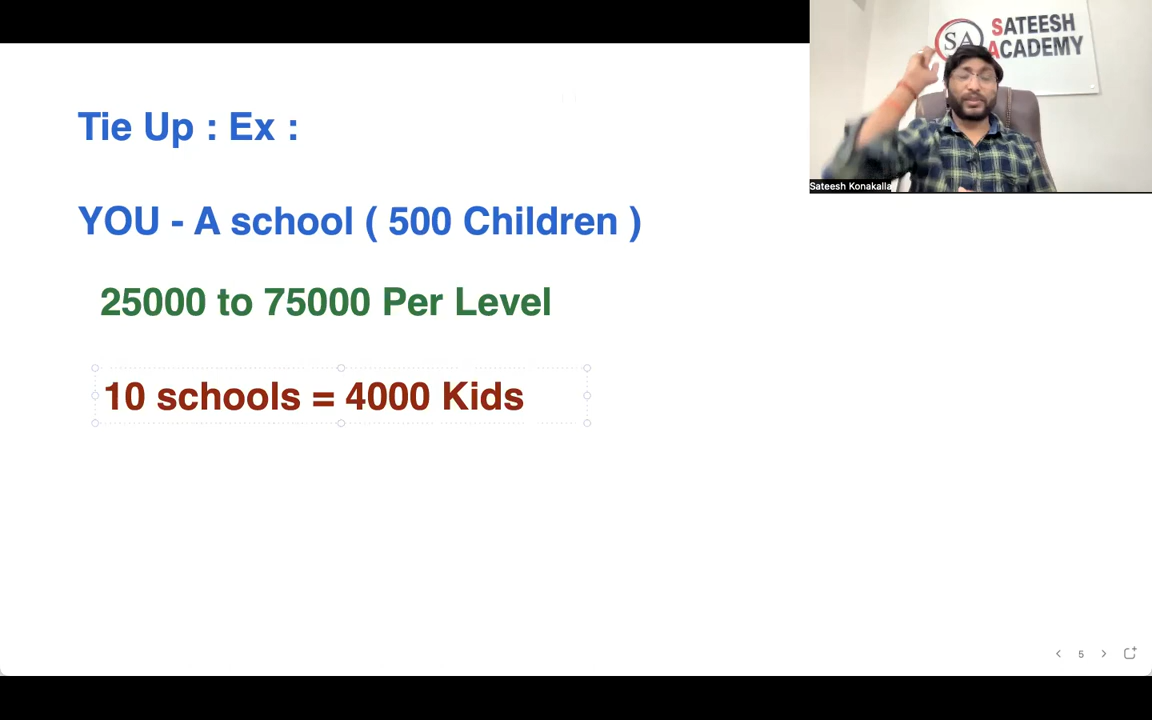 SATEESH
SA ACADEMY
Sateesh Konakalla
Tie Up : Ex :
YOU - A school ( 500 Children )
25000 to 75000 Per Level
10 schools = 4000 Kids
5